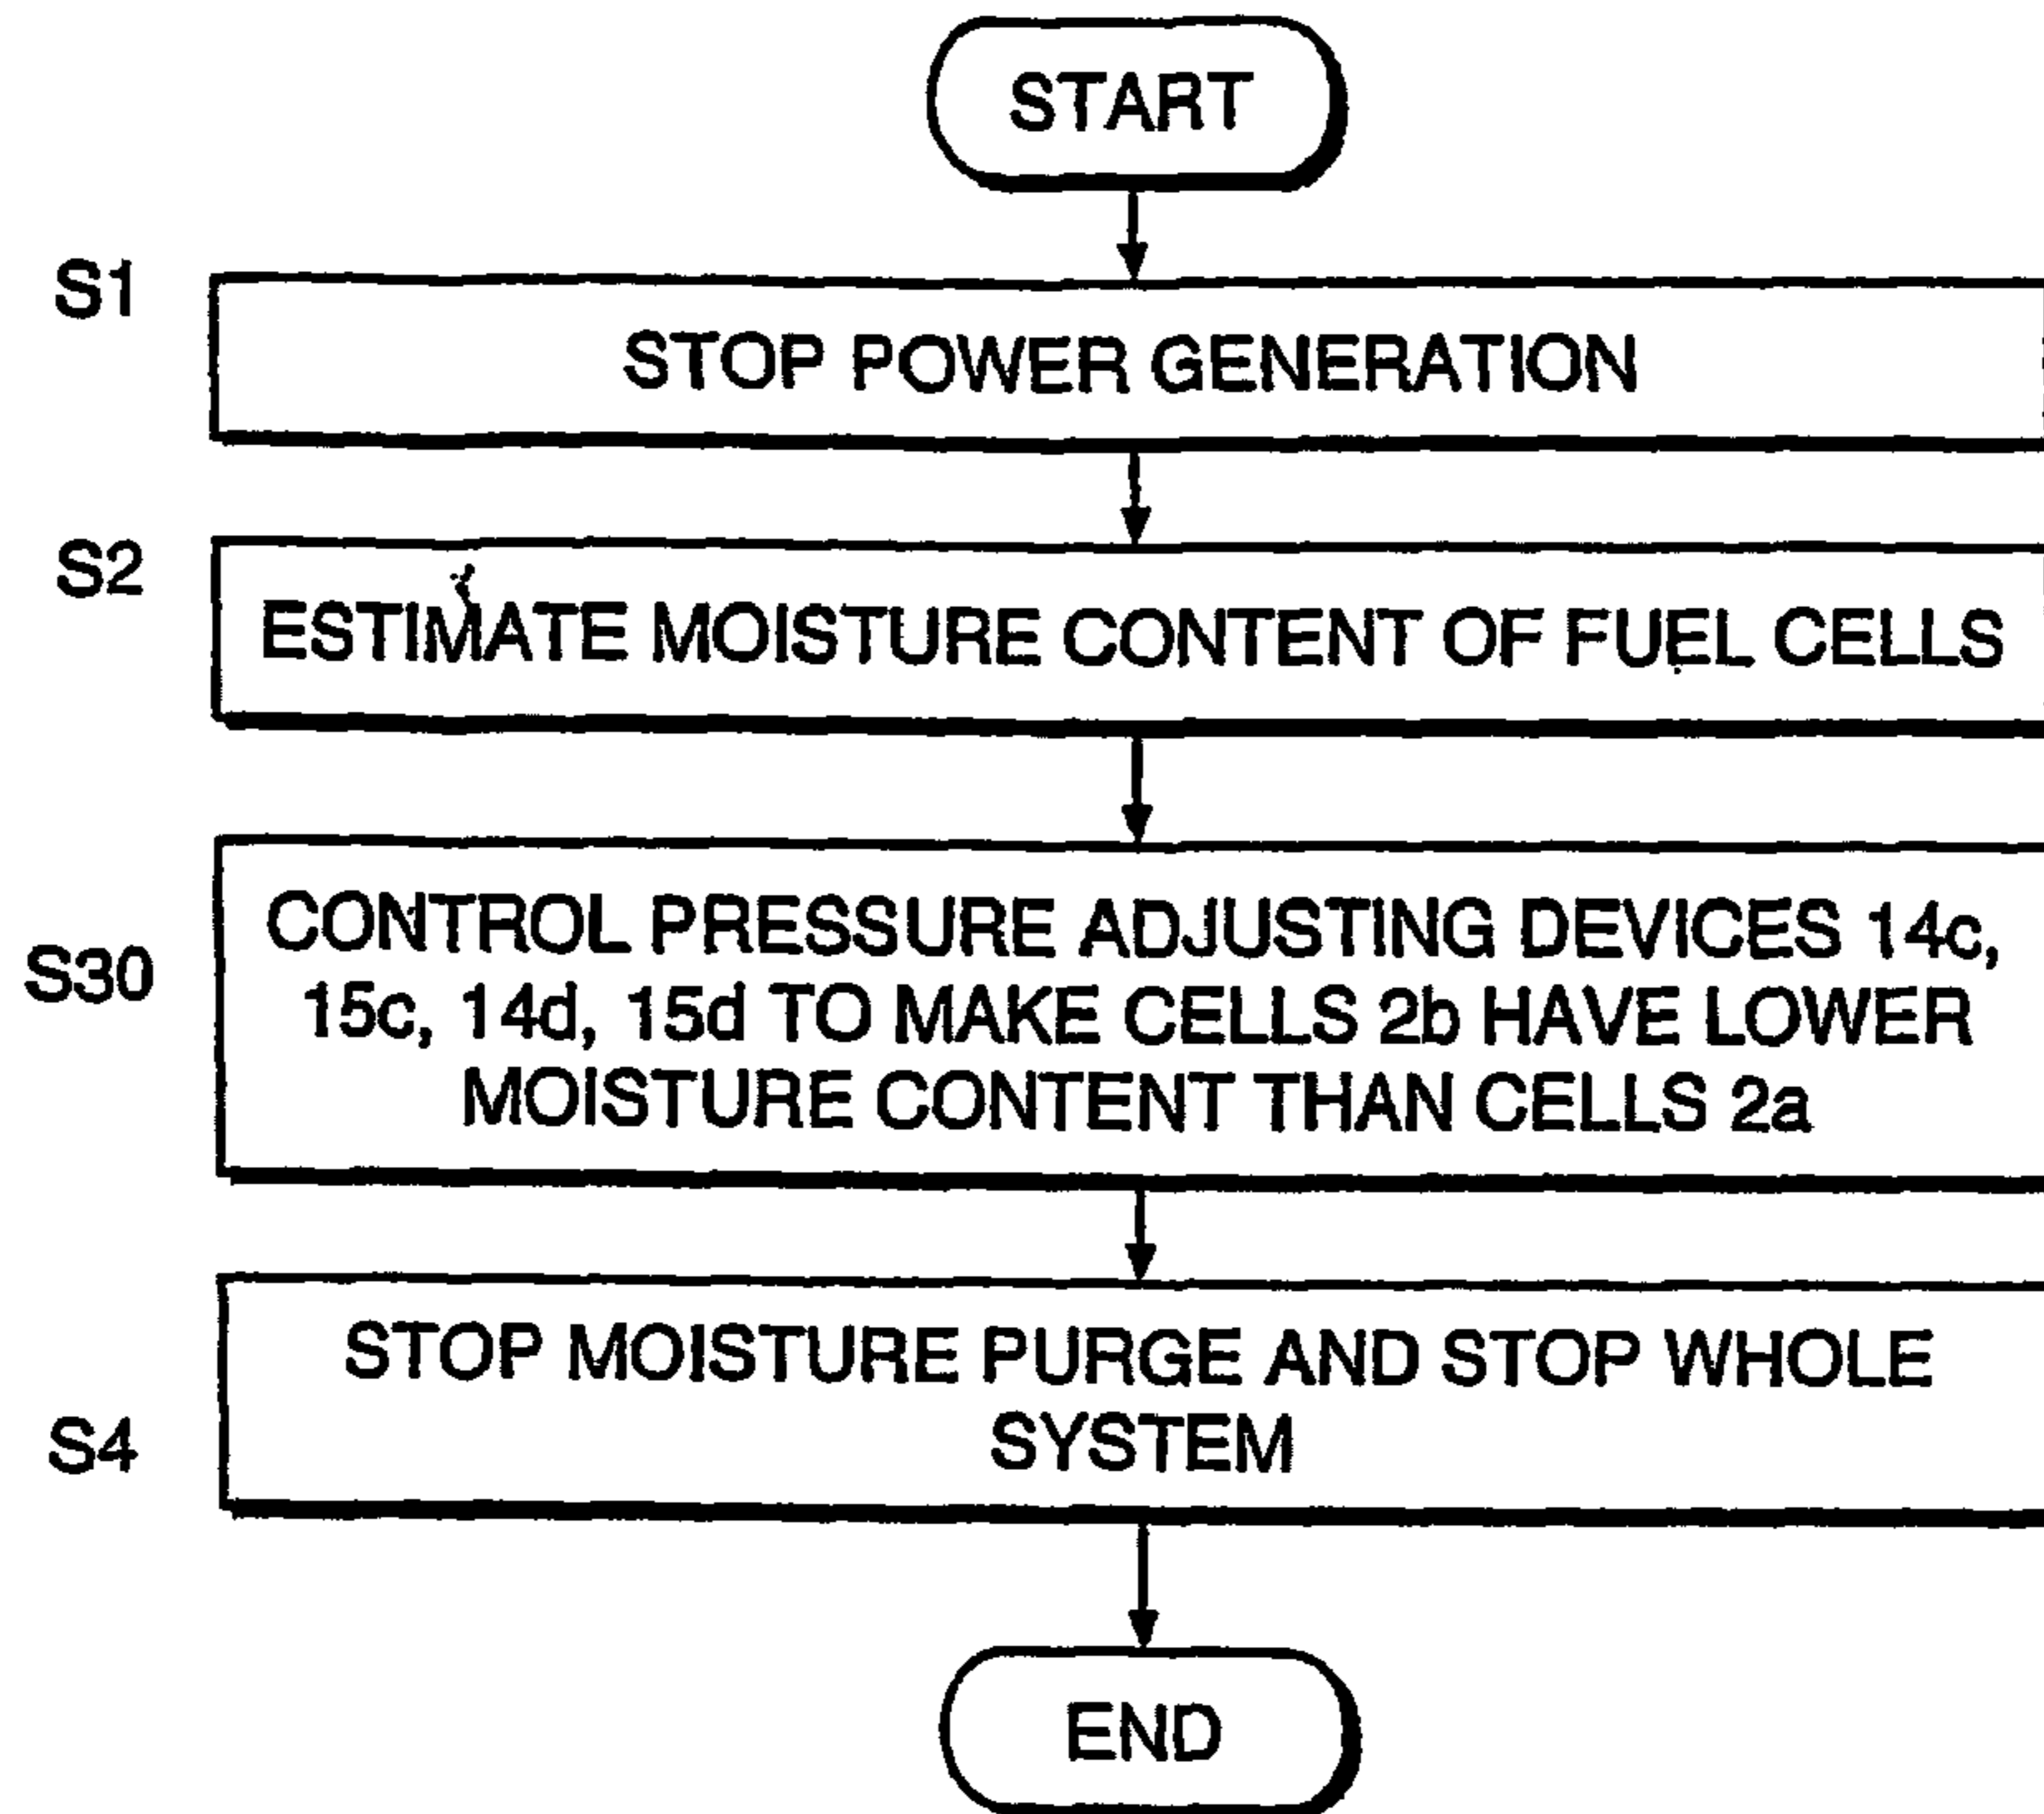 START
S1
STOP POWER GENERATION
S2
ESTIMATE MOISTURE CONTENT OF FUEL CELLS
S30
CONTROL PRESSURE ADJUSTING DEVICES 14c,
15c, 14d, 15d TO MAKE CELLS 2b HAVE LOWER
MOISTURE CONTENT THAN CELLS 2a
S4
STOP MOISTURE PURGE AND STOP WHOLE
SYSTEM
END